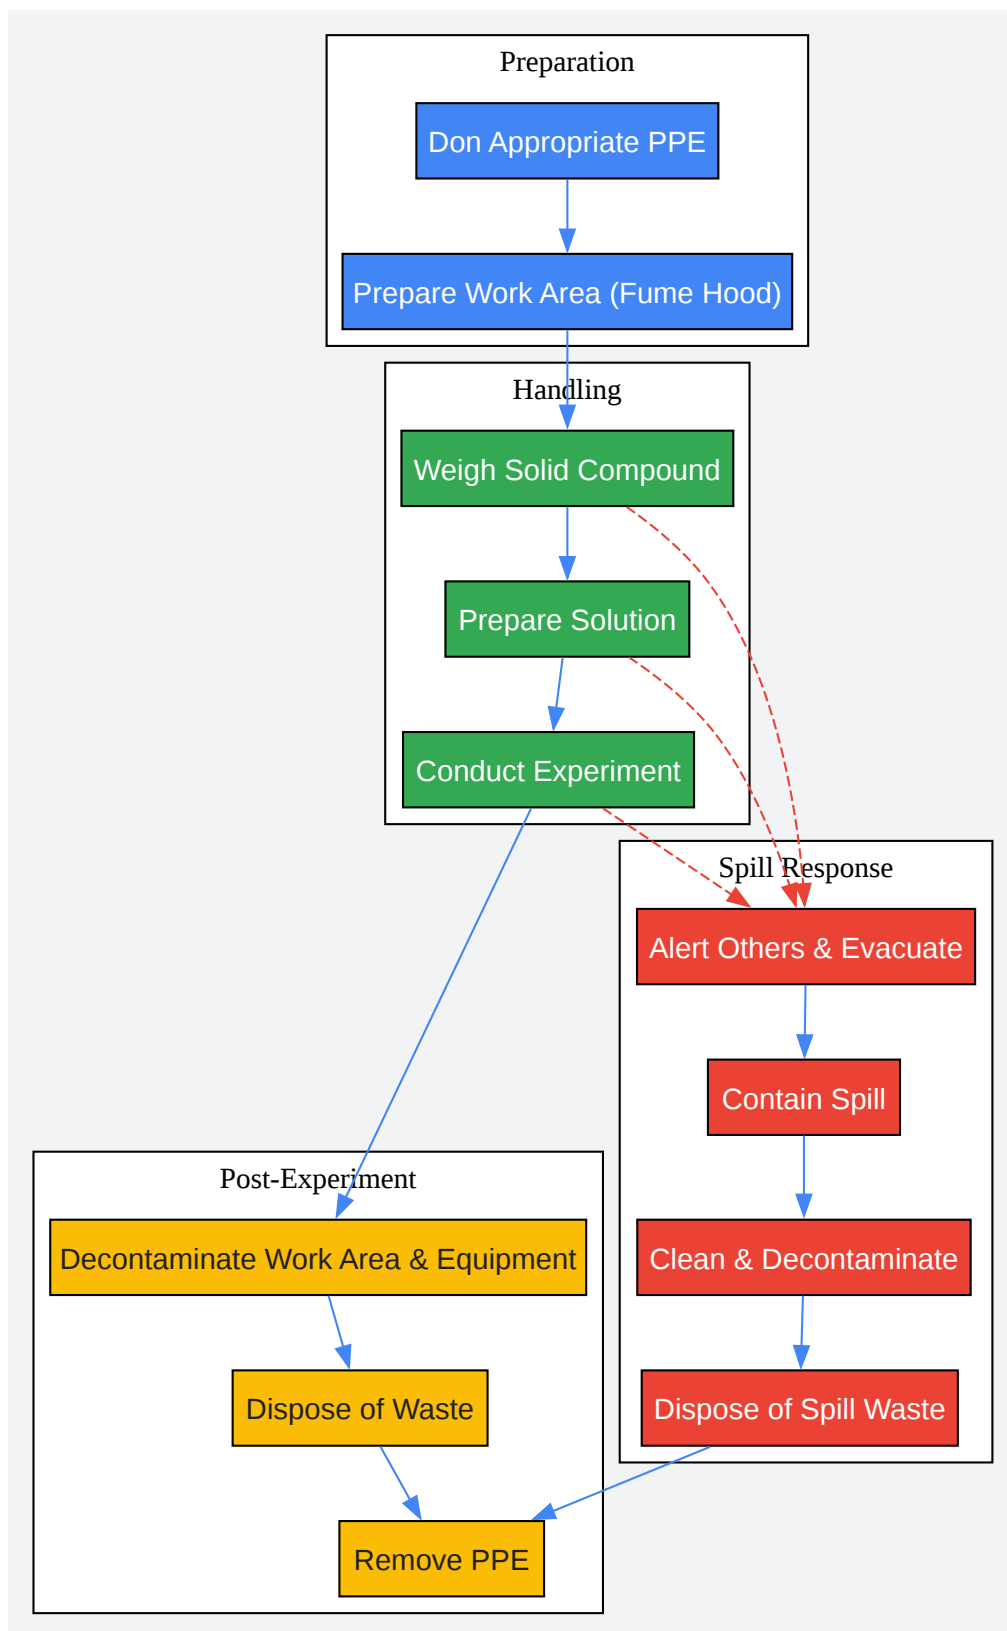 Preparation
Don Appropriate PPE
Prepare Work Area (Fume Hood)
Handling
Weigh Solid Compound
Prepare Solution
Conduct Experiment
Spill Response
Alert Others & Evacuate
Contain Spill
Clean & Decontaminate
Dispose of Spill Waste
Post-Experiment
Decontaminate Work Area & Equipment
Dispose of Waste
Remove PPE